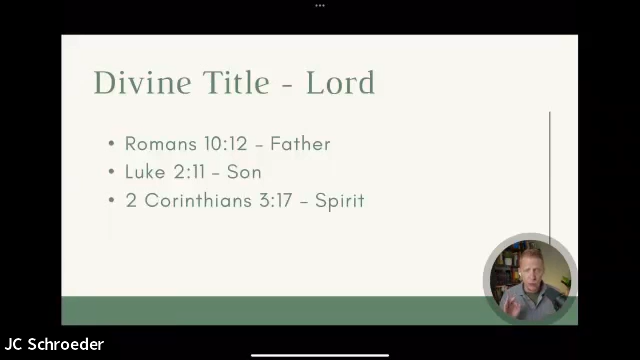 Divine Title - Lord
• Romans 10:12 - Father
• Luke 2:11 - Son
• 2 Corinthians 3:17 - Spirit
JC Schroeder